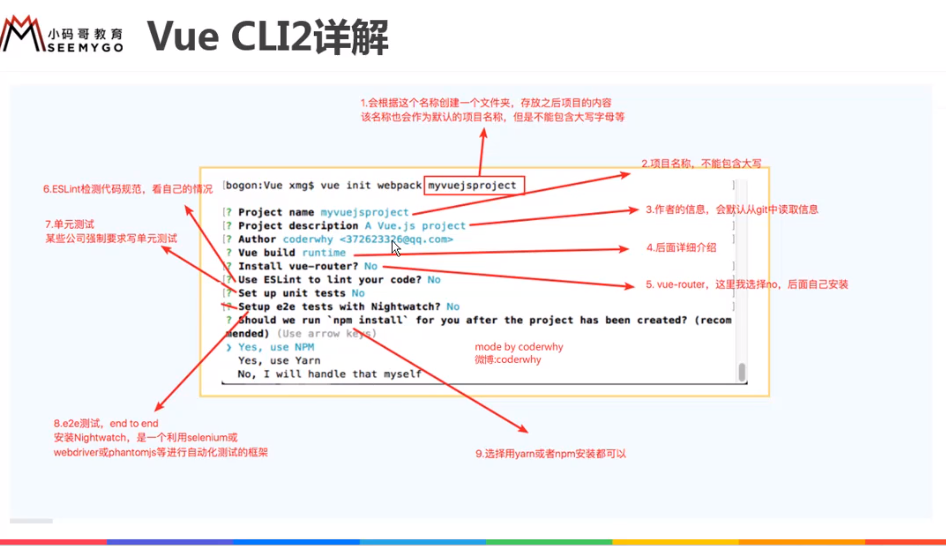 小码哥教育
SEEMYGO
Vue CLI2详解
1.会根据这个名称创建一个文件夹，存放之后项目的内容
该名称也会作为默认的项目名称，但是不能包含大写字母等
2.项目名称，不能包含大写
6.ESLint检测代码规范，看自己的情况
[bogon:Vue xmg$ vue init webpack myvuejsproject ]
7.单元测试
某些公司强制要求写单元测试
[? Project name myvuejsproject ]
3.作者的信息，会默认从git中读取信息
[? Project description A Vue.js project ]
[? Author coderwhy <372623326@qq.com> ]
4.后面详细介绍
? Vue build runtime
[? Install vue-router? No ]
5. vue-router，这里我选择no，后面自己安装
[? Use ESLint to lint your code? No ]
[? Set up unit tests No ]
[? Setup e2e tests with Nightwatch? No ]
? Should we run `npm install` for you after the project has been created? (recom
mended) (Use arrow keys)
❯ Yes, use NPM
Yes, use Yarn
No, I will handle that myself
mode by coderwhy
微博:coderwhy
8.e2e测试，end to end
安装Nightwatch，是一个利用selenium或
webdriver或phantomjs等进行自动化测试的框架
9.选择用yarn或者npm安装都可以